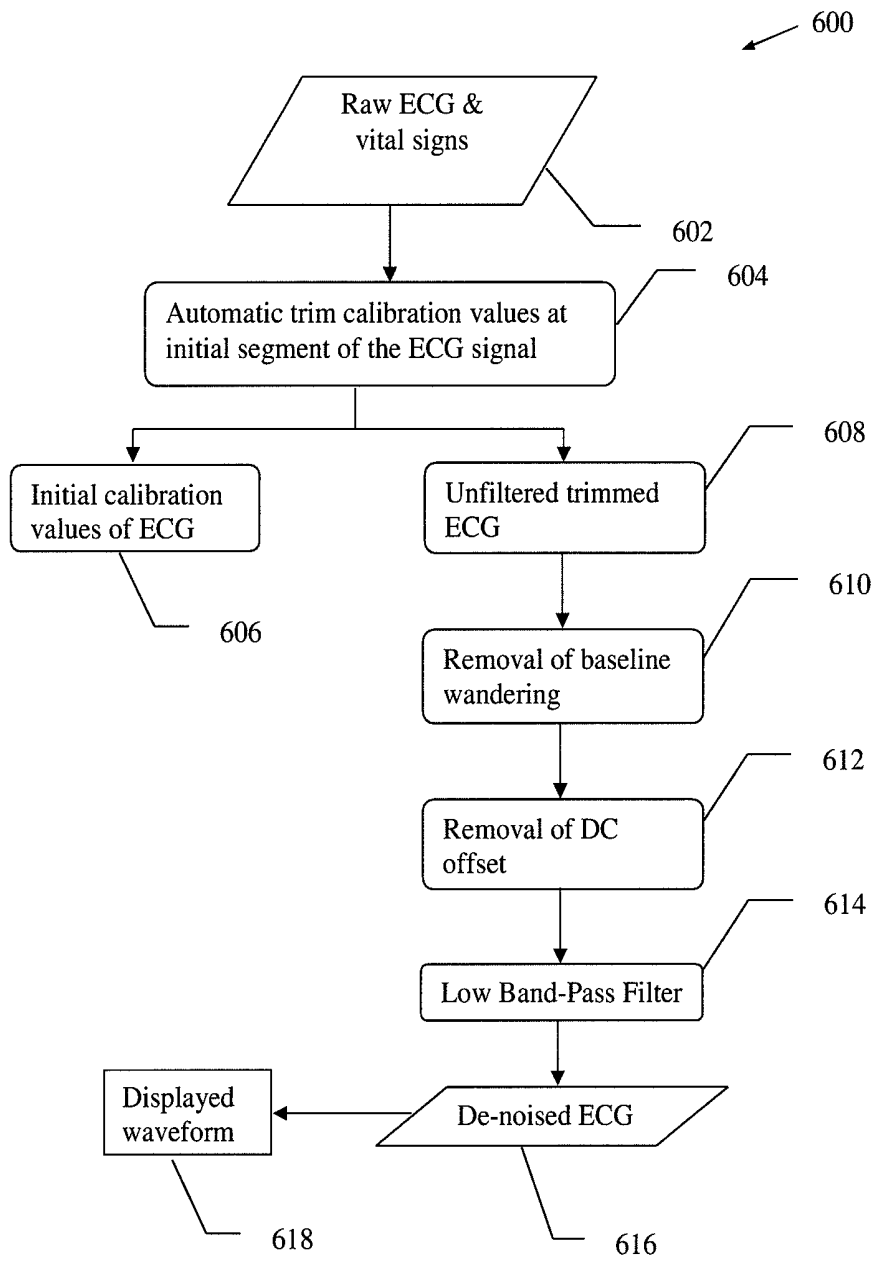 600
Raw ECG &
vital signs
602
604
Automatic trim calibration values at
initial segment of the ECG signal
608
Initial calibration
values of ECG
Unfiltered trimmed
ECG
606
610
Removal of baseline
wandering
612
Removal of DC
offset
614
Low Band-Pass Filter
Displayed
waveform
De-noised ECG
618
616